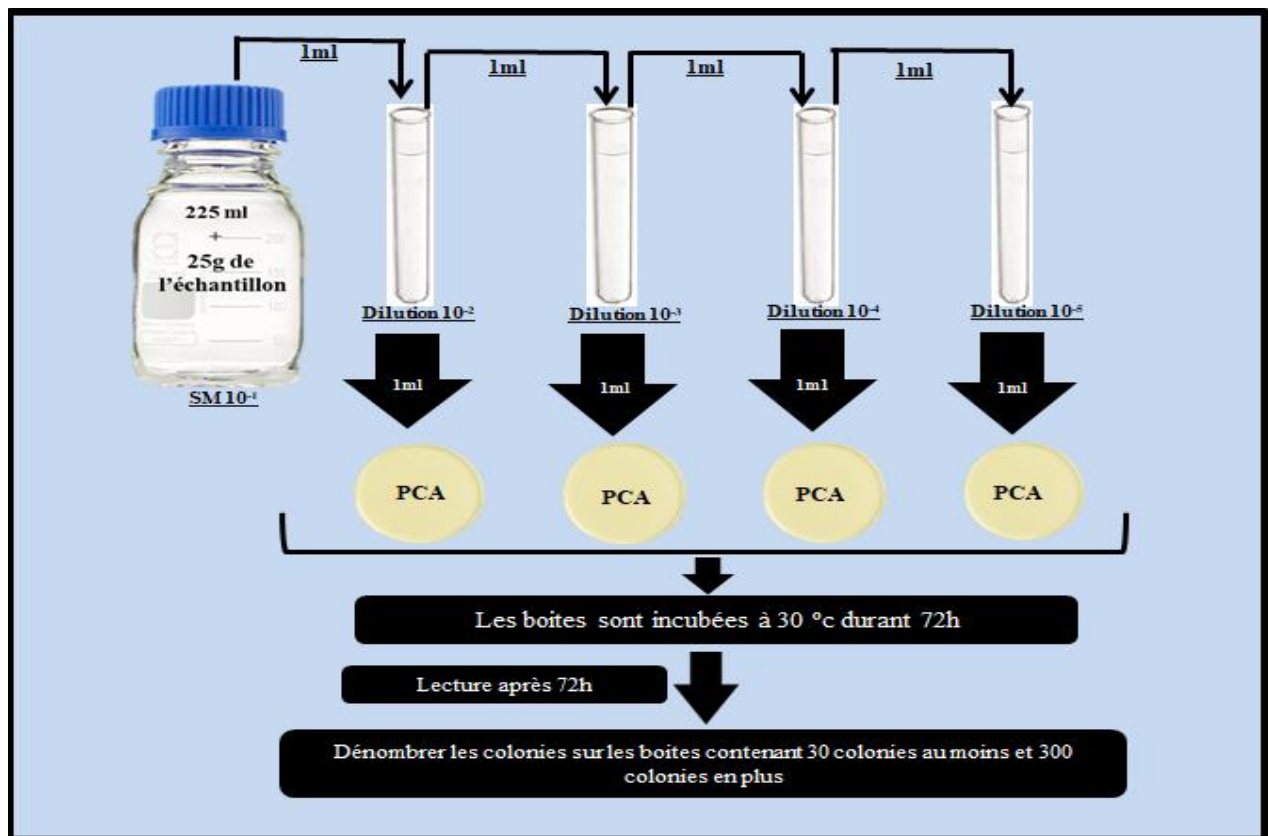 1ml
1ml
1ml
1ml
225 ml
+
25g de
l'échantillon
SM 10⁻¹
Dilution 10⁻²
Dilution 10⁻³
Dilution 10⁻⁴
Dilution 10⁻⁵
1ml
1ml
1ml
1ml
PCA
PCA
PCA
PCA
Les boites sont incubées à 30 °c durant 72h
Lecture après 72h
Dénombrer les colonies sur les boites contenant 30 colonies au moins et 300
colonies en plus